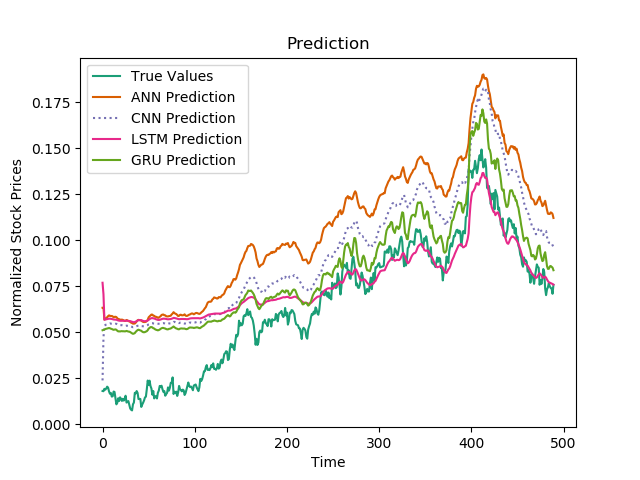 Prediction
True Values
ANN Prediction
CNN Prediction
LSTM Prediction
GRU Prediction
Normalized Stock Prices
0.175
0.150
0.125
0.100
0.075
0.050
0.025
0.000
0 100 200 300 400 500
Time